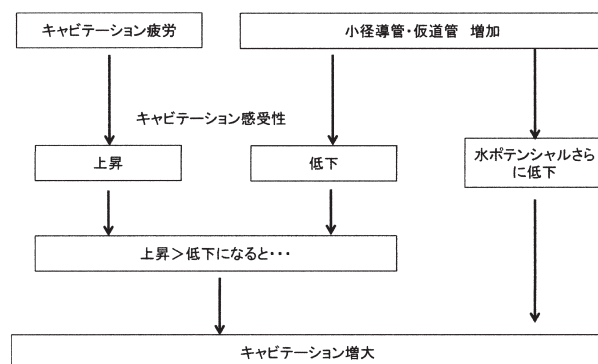 キャビテーション疲労
小径導管・仮道管 増加
キャビテーション感受性
上昇
低下
水ポテンシャルさら
に低下
上昇＞低下になると・・・
キャビテーション増大